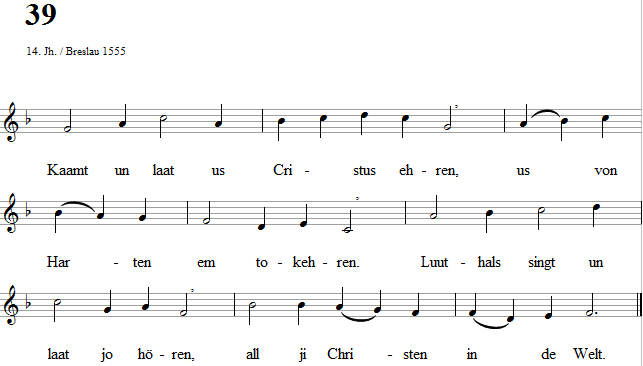 39
14. Jh. / Breslau 1555
Kaamt un laat us Cri - stus eh - ren, us von
Har - ten em to - keh - ren. Luut - hals singt un
laat jo hö - ren, all ji Chri - sten in de Welt.